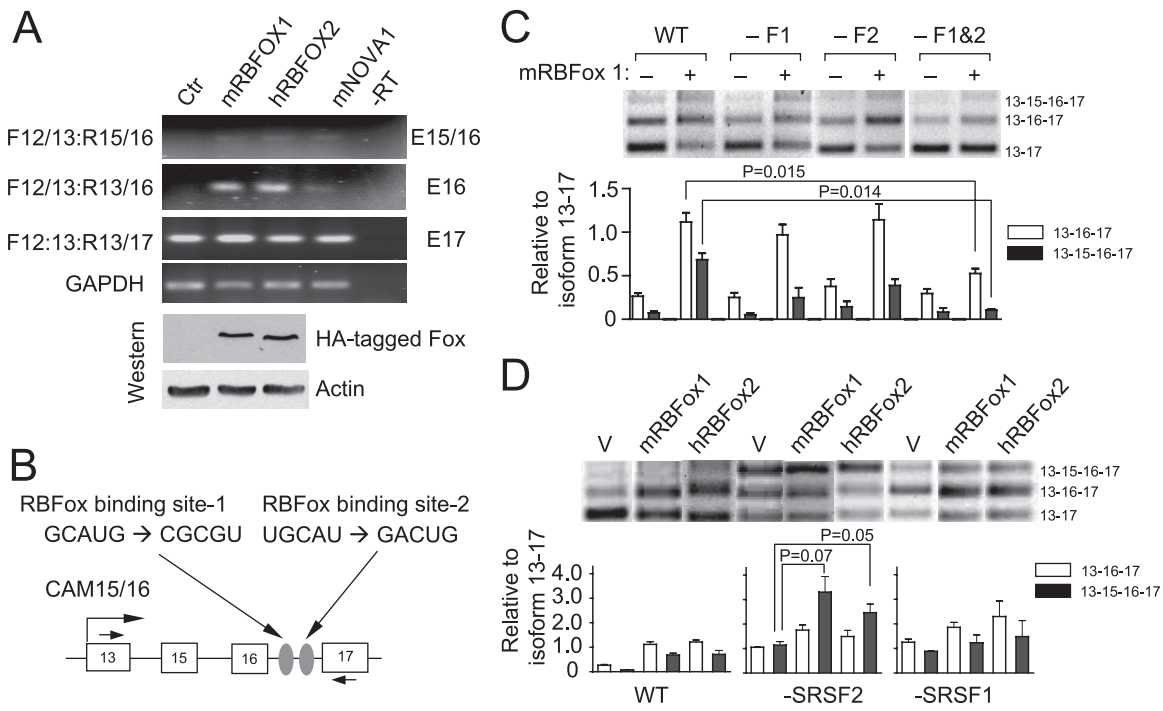 A
Ctr
mRBFOX1
hRBFOX2
mNOVA1
-RT
F12/13:R15/16
E15/16
F12/13:R13/16
E16
F12:13:R13/17
E17
GAPDH
Western
HA-tagged Fox
Actin
B
RBFox binding site-1
RBFox binding site-2
GCAUG → CGCGU
UGCAU → GACUG
CAM15/16
13
15
16
17
C
WT
– F1
– F2
– F1&2
mRBFox 1:
– + – + – + – +
13-15-16-17
13-16-17
13-17
P=0.015
P=0.014
Relative to
isoform 13-17
1.5
1.0
0.5
0
13-16-17
13-15-16-17
D
V
mRBFox1
hRBFox2
V
mRBFox1
hRBFox2
V
mRBFox1
hRBFox2
13-15-16-17
13-16-17
13-17
P=0.05
P=0.07
Relative to
isoform 13-17
4.0
3.0
2.0
1.0
0
13-16-17
13-15-16-17
WT
-SRSF2
-SRSF1